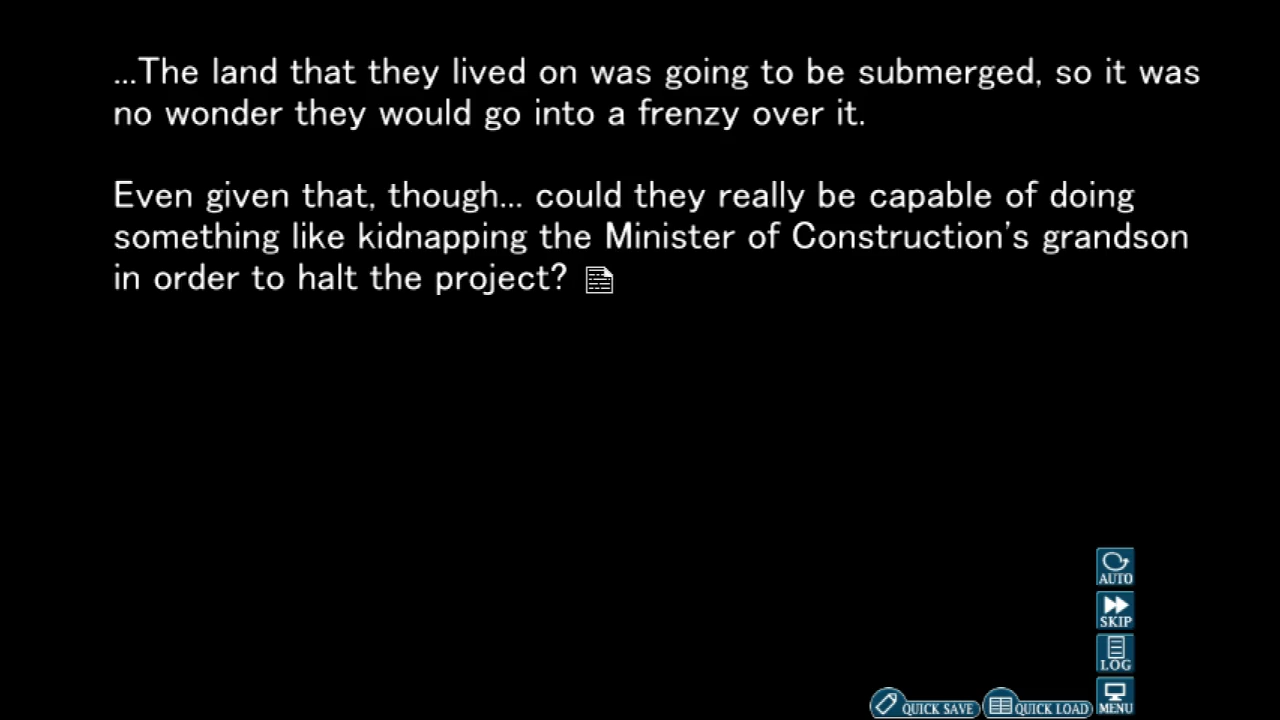 ...The land that they lived on was going to be submerged, so it was
no wonder they would go into a frenzy over it.
Even given that, though... could they really be capable of doing
something like kidnapping the Minister of Construction's grandson
in order to halt the project?
AUTO
SKIP
LOG
QUICK SAVE QUICK LOAD MENU